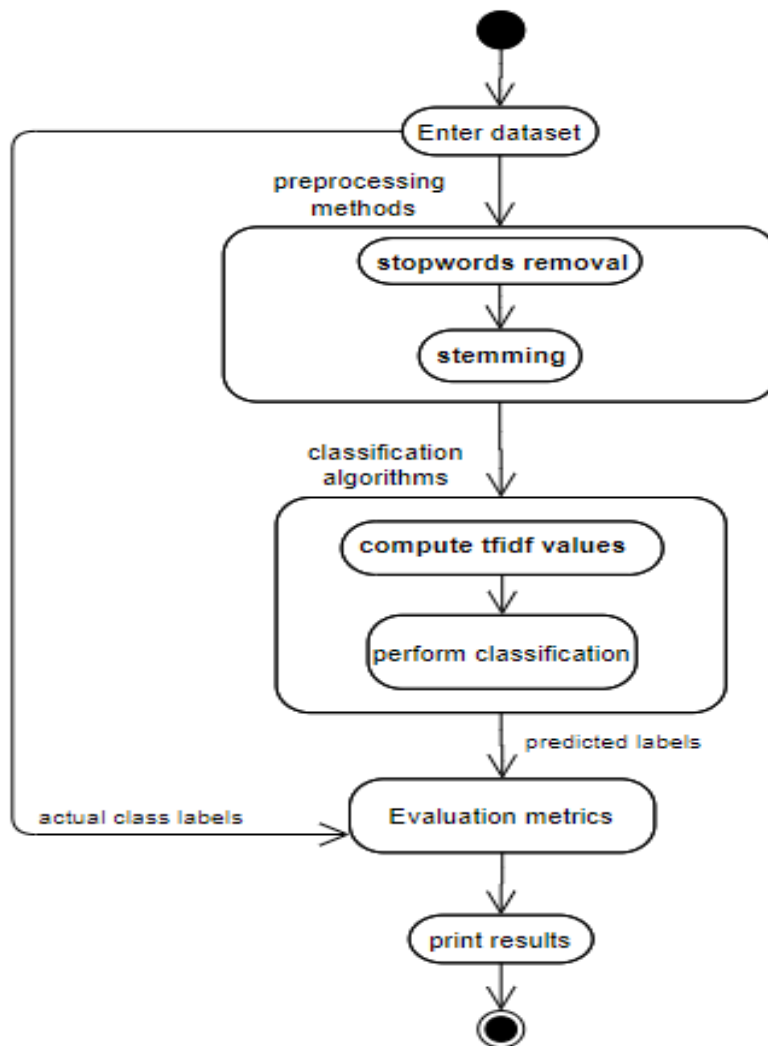 Enter dataset
preprocessing
methods
stopwords removal
stemming
classification
algorithms
compute tfidf values
perform classification
predicted labels
actual class labels
Evaluation metrics
print results